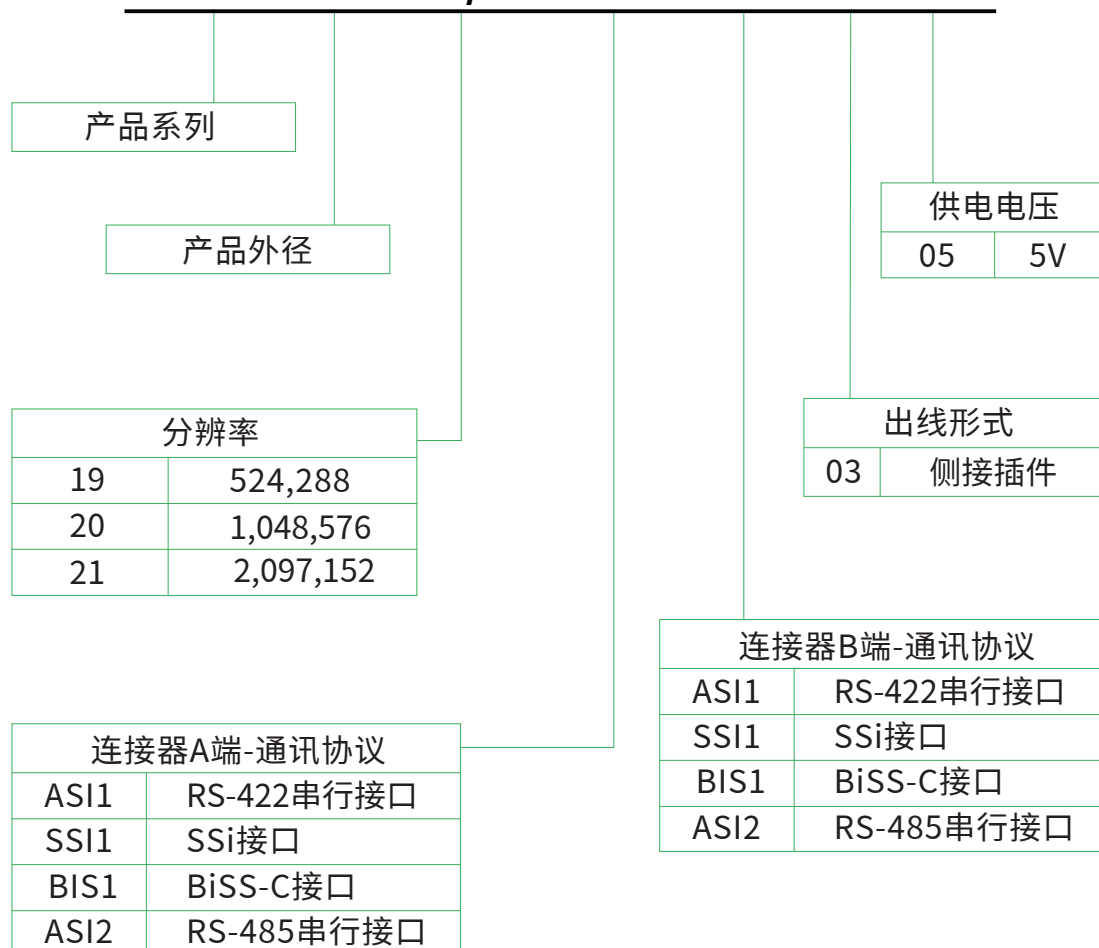 产品系列
产品外径
供电电压
05 5V
分辨率
19 524,288
20 1,048,576
21 2,097,152
出线形式
03 侧接插件
连接器B端-通讯协议
ASI1 RS-422串行接口
SSI1 SSi接口
BIS1 BiSS-C接口
ASI2 RS-485串行接口
连接器A端-通讯协议
ASI1 RS-422串行接口
SSI1 SSi接口
BIS1 BiSS-C接口
ASI2 RS-485串行接口